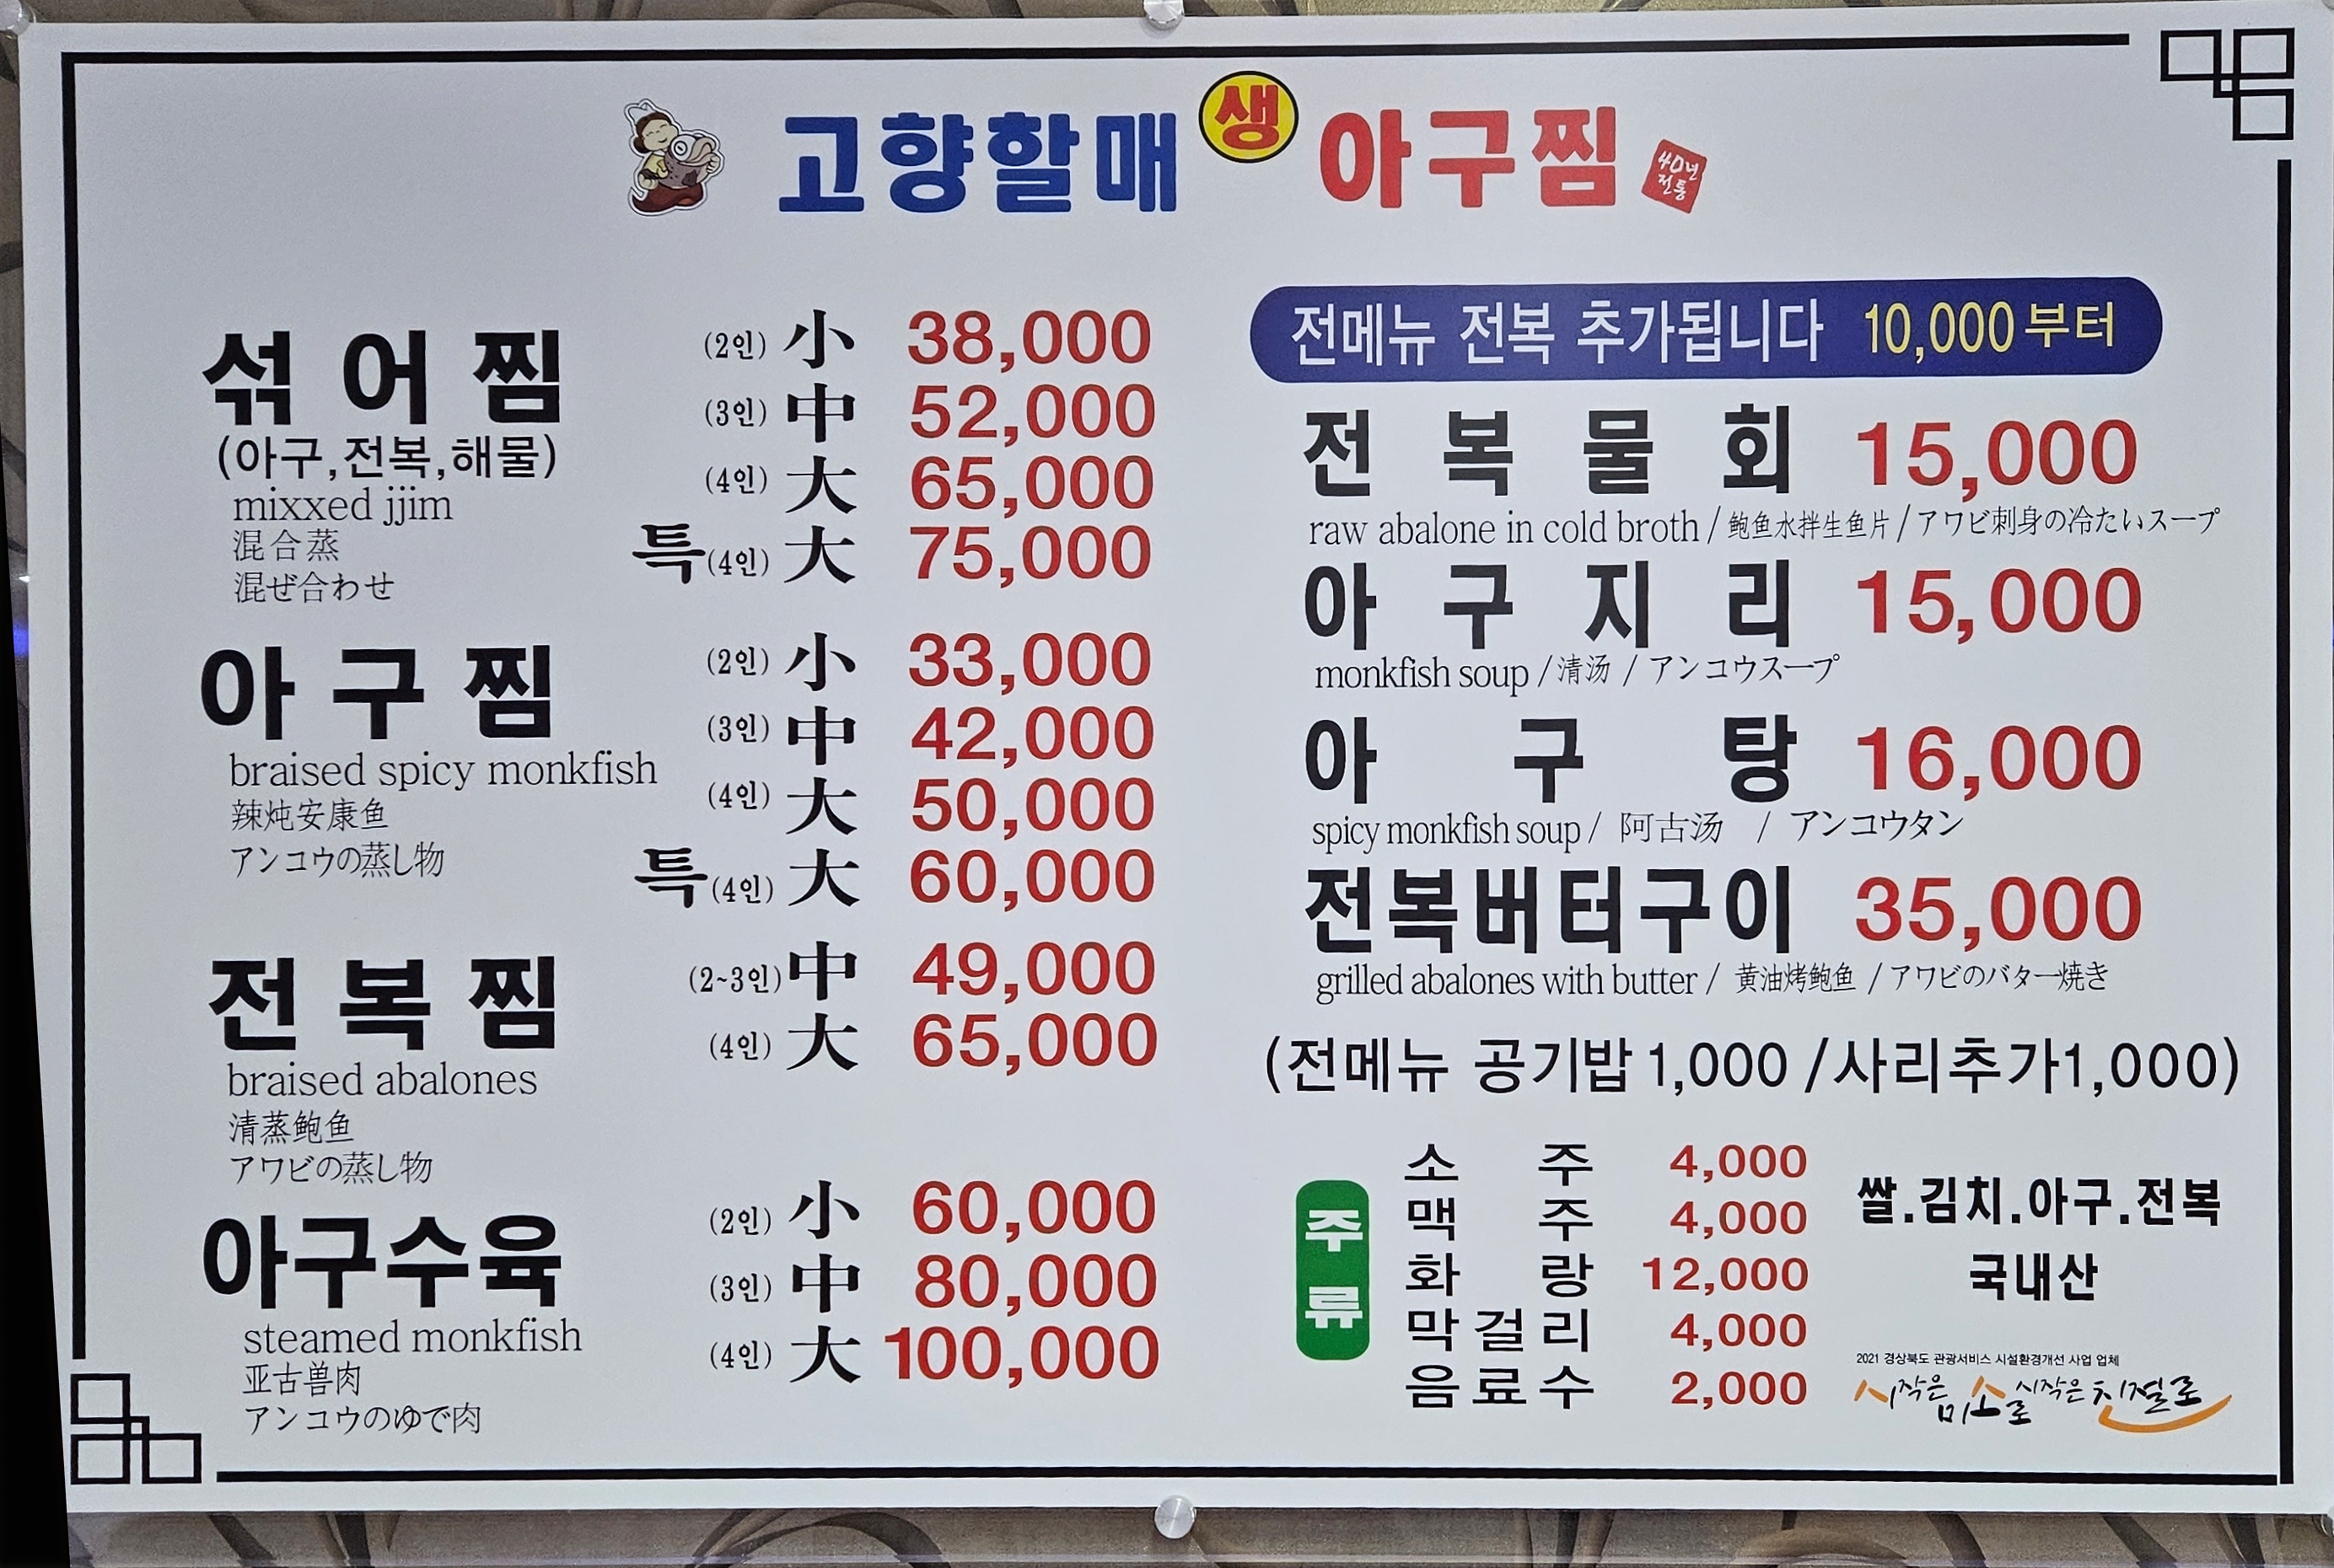 고향할매 생 아구찜 40년 전통
섞어찜
(아구,전복,해물)
mixxed jjim
混合蒸
混ぜ合わせ
(2인) 小 38,000
(3인) 中 52,000
(4인) 大 65,000
특(4인) 大 75,000
아구찜
braised spicy monkfish
辣炖安康鱼
アンコウの蒸し物
(2인) 小 33,000
(3인) 中 42,000
(4인) 大 50,000
특(4인) 大 60,000
전복찜
braised abalones
清蒸鲍鱼
アワビの蒸し物
(2~3인) 中 49,000
(4인) 大 65,000
아구수육
steamed monkfish
亚古兽肉
アンコウのゆで肉
(2인) 小 60,000
(3인) 中 80,000
(4인) 大 100,000
전메뉴 전복 추가됩니다 10,000부터
전복물회 15,000
raw abalone in cold broth / 鲍鱼水拌生鱼片 / アワビ刺身の冷たいスープ
아구지리 15,000
monkfish soup / 清汤 / アンコウスープ
아구탕 16,000
spicy monkfish soup / 阿古汤 / アンコウタン
전복버터구이 35,000
grilled abalones with butter / 黄油烤鲍鱼 / アワビのバター焼き
(전메뉴 공기밥 1,000 /사리추가1,000)
주류
소주 4,000
맥주 4,000
화랑 12,000
막걸리 4,000
음료수 2,000
쌀.김치.아구.전복
국내산
2021 경상북도 관광서비스 시설환경개선 사업 업체
시작은 미소로 시작은 친절로